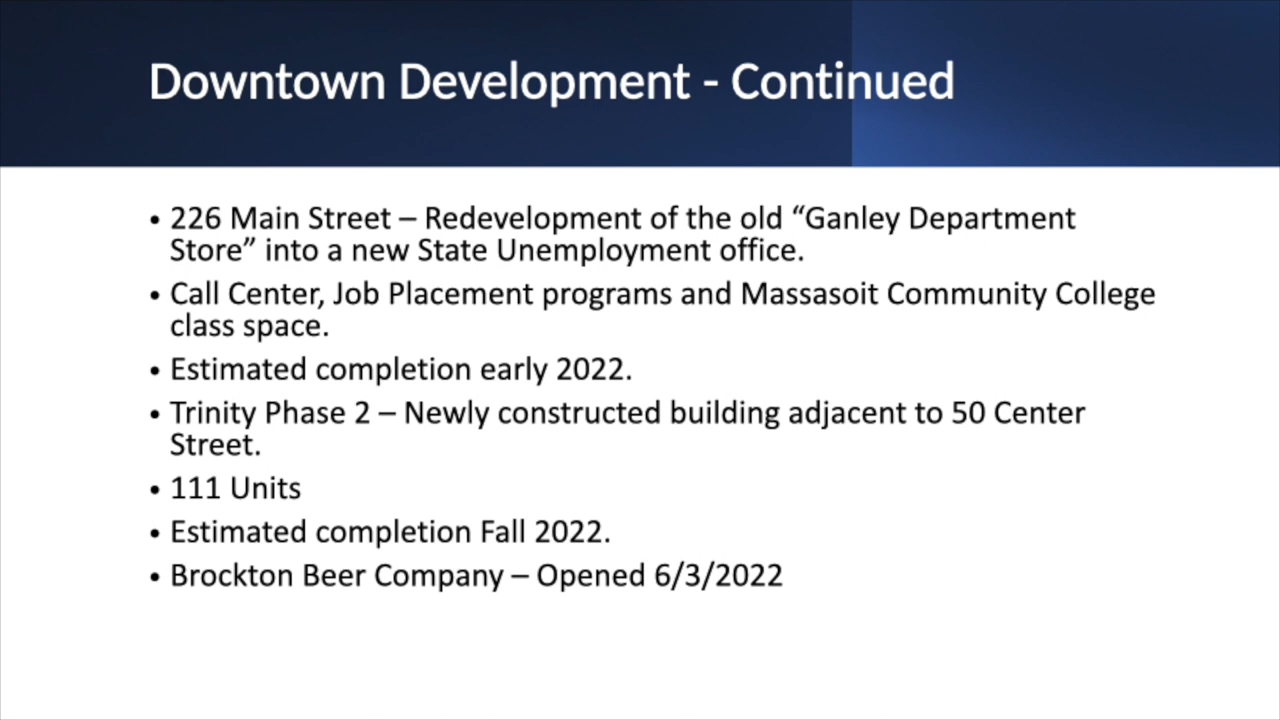 Downtown Development - Continued
• 226 Main Street – Redevelopment of the old “Ganley Department
Store” into a new State Unemployment office.
• Call Center, Job Placement programs and Massasoit Community College
class space.
• Estimated completion early 2022.
• Trinity Phase 2 – Newly constructed building adjacent to 50 Center
Street.
• 111 Units
• Estimated completion Fall 2022.
• Brockton Beer Company – Opened 6/3/2022